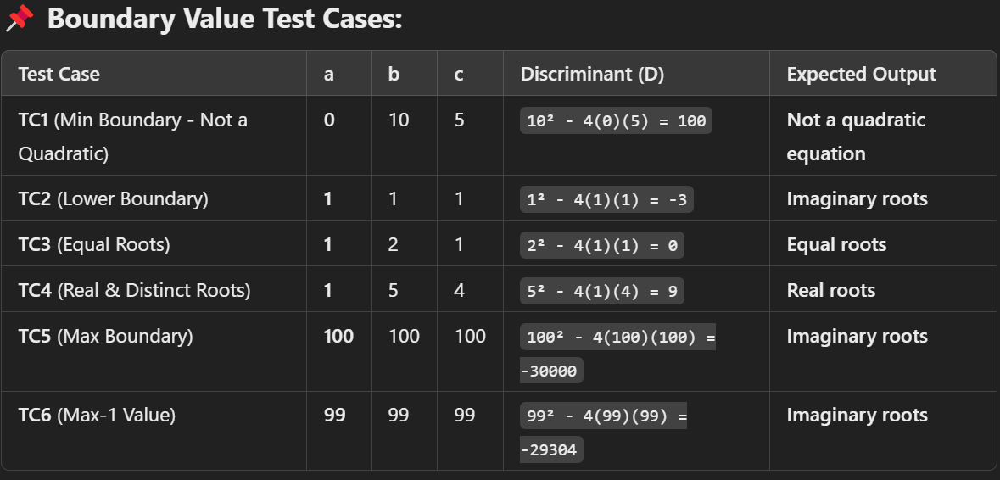 📌 Boundary Value Test Cases:
Test Case a b c Discriminant (D) Expected Output
TC1 (Min Boundary - Not a
Quadratic) 0 10 5 10² - 4(0)(5) = 100 Not a quadratic
equation
TC2 (Lower Boundary) 1 1 1 1² - 4(1)(1) = -3 Imaginary roots
TC3 (Equal Roots) 1 2 1 2² - 4(1)(1) = 0 Equal roots
TC4 (Real & Distinct Roots) 1 5 4 5² - 4(1)(4) = 9 Real roots
TC5 (Max Boundary) 100 100 100 100² - 4(100)(100) =
-30000 Imaginary roots
TC6 (Max-1 Value) 99 99 99 99² - 4(99)(99) =
-29304 Imaginary roots